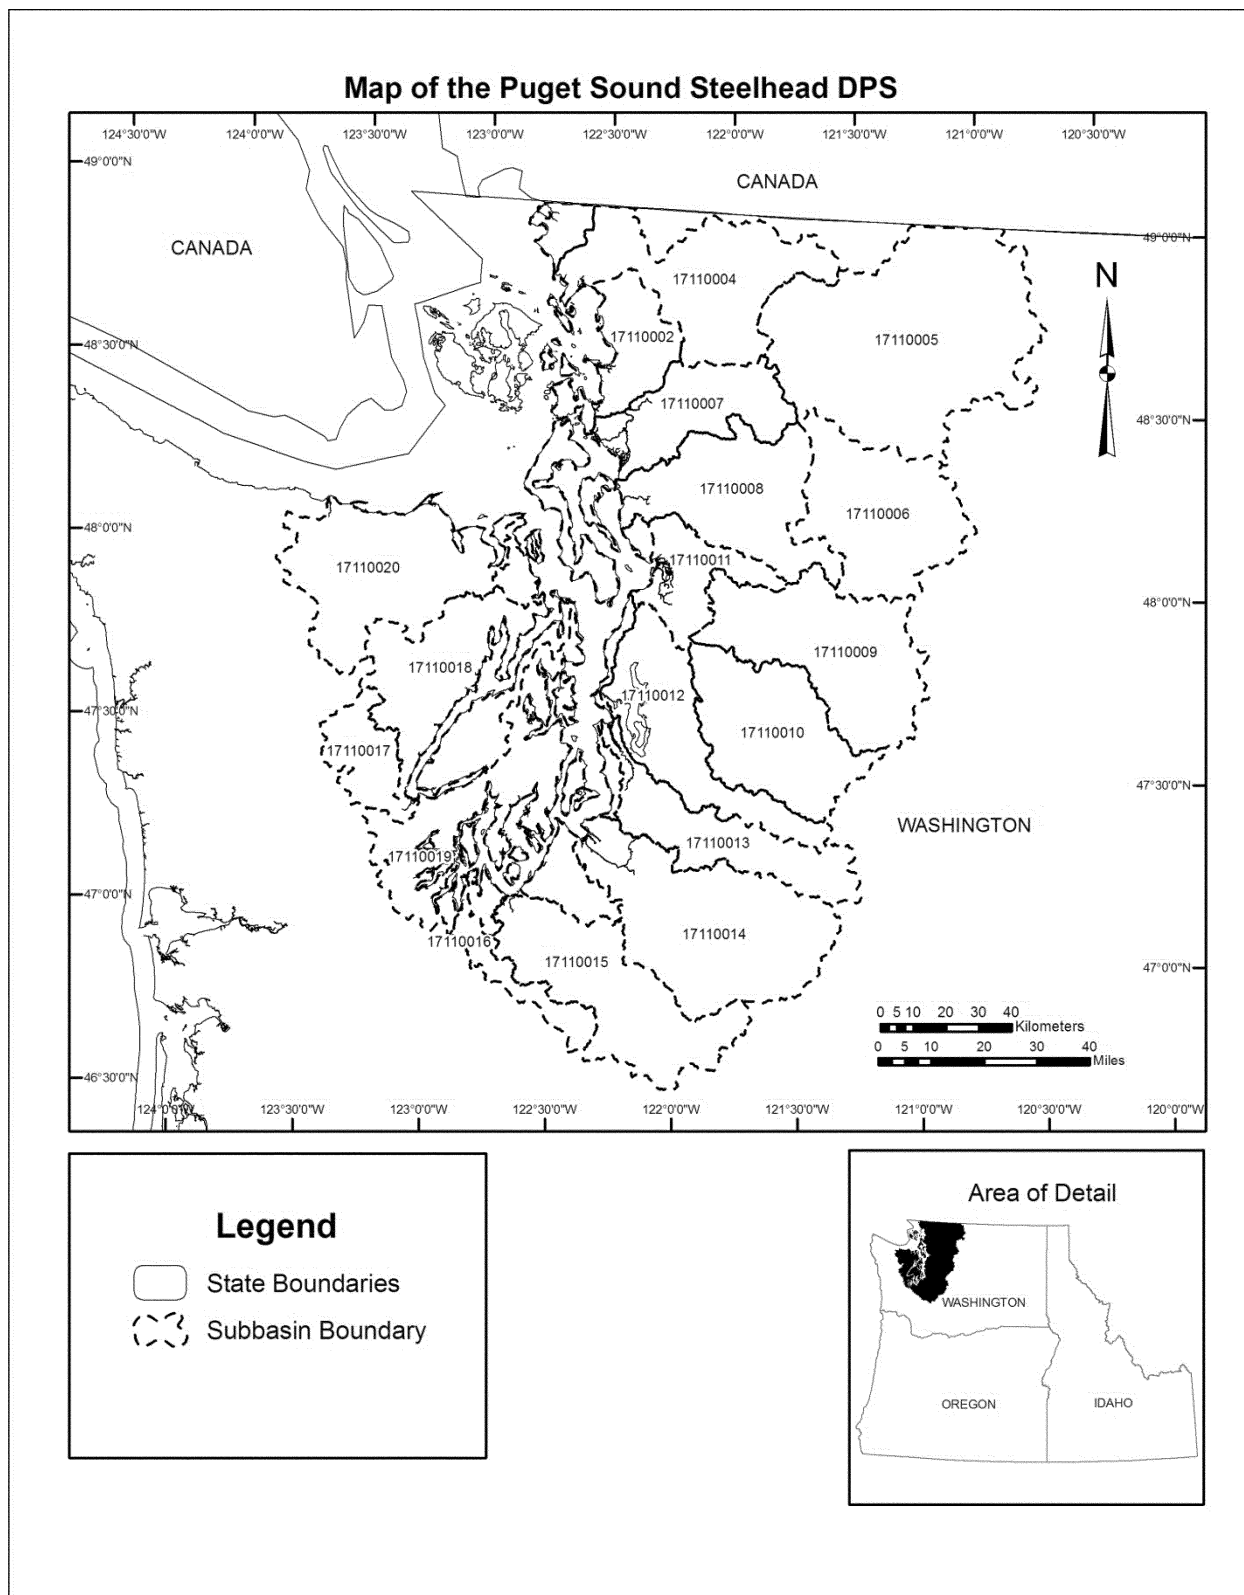 Map of the Puget Sound Steelhead DPS
124°30'0"W 124°0'0"W 123°30'0"W 123°0'0"W 122°30'0"W 122°0'0"W 121°30'0"W 121°0'0"W 120°30'0"W
49°0'0"N
CANADA
CANADA
49°0'0"N
N
17110004
17110002
17110005
48°30'0"N
17110007
48°30'0"N
17110008
17110006
48°0'0"N
17110011
17110020
48°0'0"N
17110009
17110018
17110012
47°30'0"N
17110010
17110017
47°30'0"N
WASHINGTON
17110013
17110019
47°0'0"N
17110014
17110016
17110015
47°0'0"N
0 5 10 20 30 40
Kilometers
0 5 10 20 30 40
Miles
46°30'0"N
124°0'0"W 123°30'0"W 123°0'0"W 122°30'0"W 122°0'0"W 121°30'0"W 121°0'0"W 120°30'0"W 120°0'0"W
Legend
State Boundaries
Subbasin Boundary
Area of Detail
WASHINGTON
OREGON
IDAHO